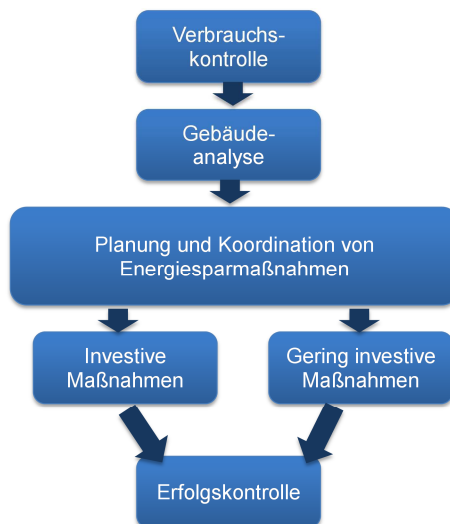 Verbrauchs-
kontrolle
Gebäude-
analyse
Planung und Koordination von
Energiesparmaßnahmen
Investive
Maßnahmen
Gering investive
Maßnahmen
Erfolgskontrolle